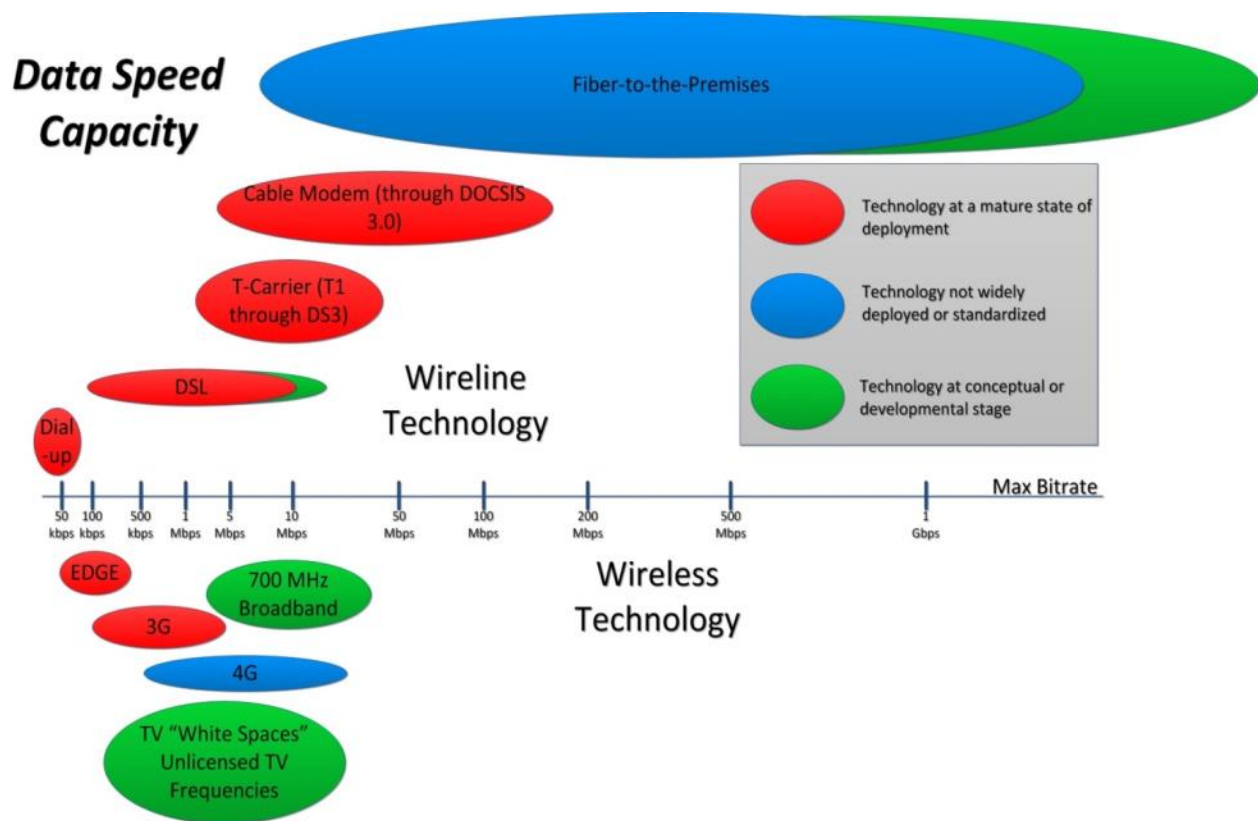 Data Speed
Capacity
Fiber-to-the-Premises
Cable Modem (through DOCSIS
3.0)
T-Carrier (T1
through DS3)
DSL
Dial
-up
Wireline
Technology
Technology at a mature state of
deployment
Technology not widely
deployed or standardized
Technology at conceptual or
developmental stage
Max Bitrate
50
kbps
100
kbps
500
kbps
1
Mbps
5
Mbps
10
Mbps
50
Mbps
100
Mbps
200
Mbps
500
Mbps
1
Gbps
EDGE
700 MHz
Broadband
3G
4G
TV “White Spaces”
Unlicensed TV
Frequencies
Wireless
Technology